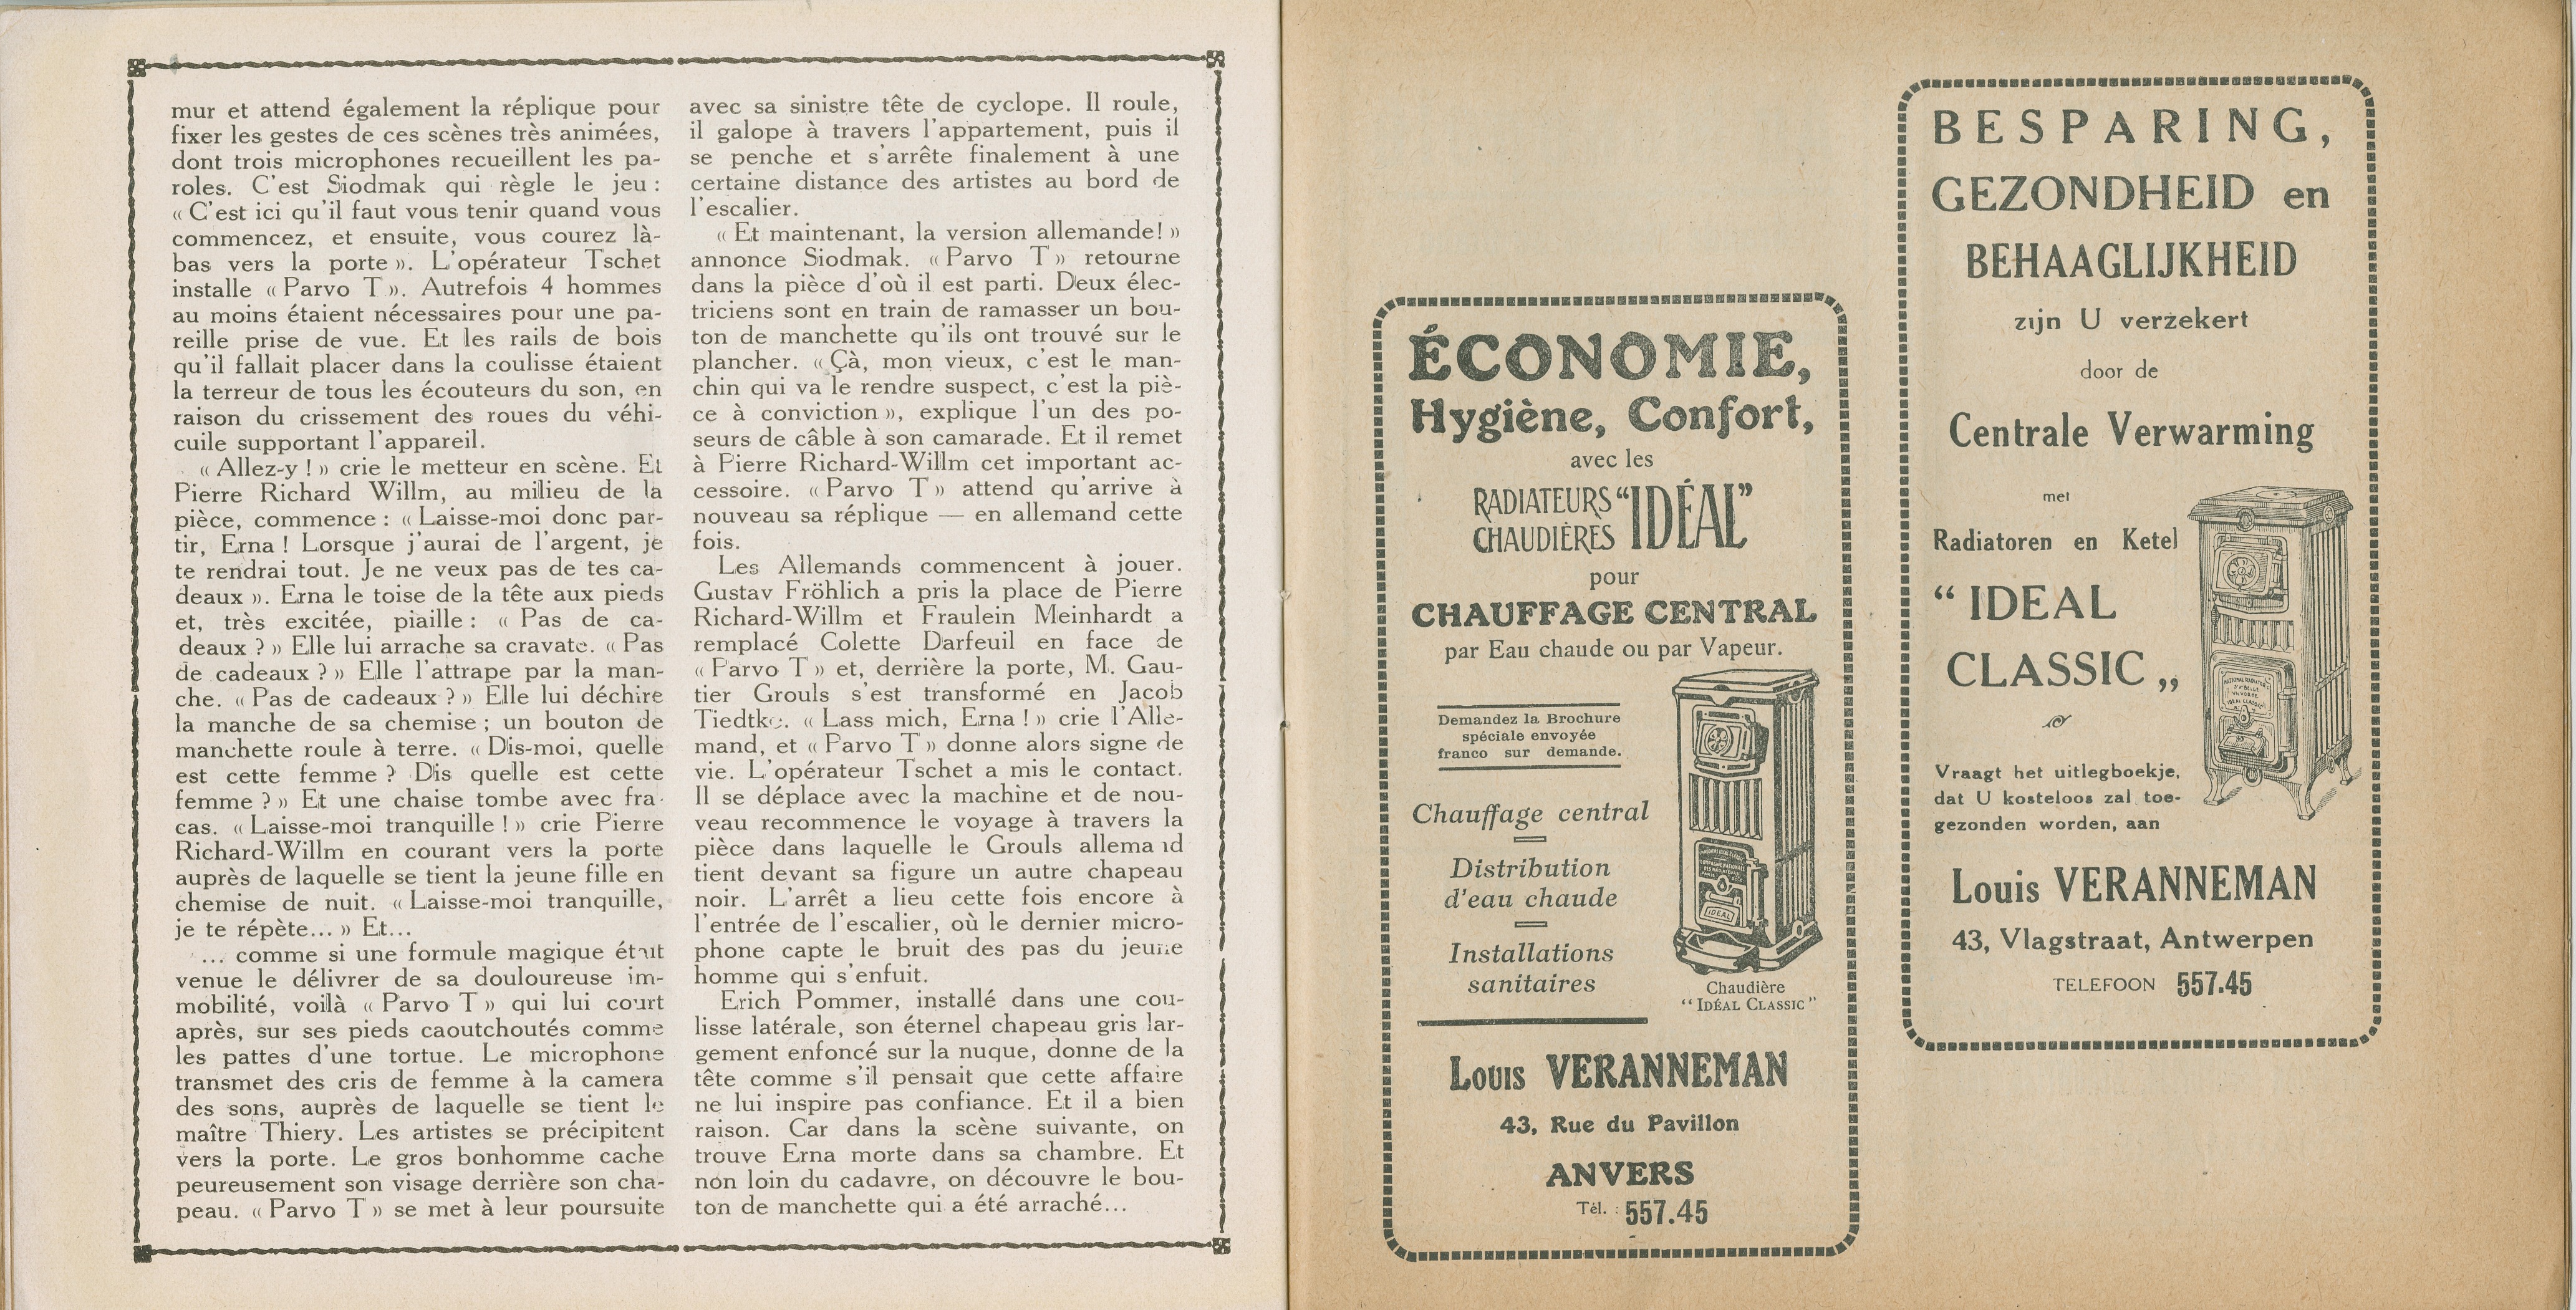 mur et attend également la réplique pour
fixer les gestes de ces scènes très animées,
dont trois microphones recueillent les pa-
roles. C'est Siodmak qui règle le jeu :
« C'est ici qu'il faut vous tenir quand vous
commencez, et ensuite, vous courez là-
bas vers la porte ». L'opérateur Tschet
installe « Parvo T ». Autrefois 4 hommes
au moins étaient nécessaires pour une pa-
reille prise de vue. Et les rails de bois
qu'il fallait placer dans la coulisse étaient
la terreur de tous les écouteurs du son, en
raison du crissement des roues du véhi-
cuile supportant l'appareil.
« Allez-y ! » crie le metteur en scène. Et
Pierre Richard Willm, au milieu de la
pièce, commence : « Laisse-moi donc par-
tir, Erna ! Lorsque j'aurai de l'argent, je
te rendrai tout. Je ne veux pas de tes ca-
deaux ». Erna le toise de la tête aux pieds
et, très excitée, piaille : « Pas de ca-
deaux ? » Elle lui arrache sa cravate. « Pas
de cadeaux ? » Elle l'attrape par la man-
che. « Pas de cadeaux ? » Elle lui déchire
la manche de sa chemise ; un bouton de
manchette roule à terre. « Dis-moi, quelle
est cette femme ? Dis quelle est cette
femme ? » Et une chaise tombe avec fra-
cas. « Laisse-moi tranquille ! » crie Pierre
Richard-Willm en courant vers la porte
auprès de laquelle se tient la jeune fille en
chemise de nuit. « Laisse-moi tranquille,
je te répète... » Et...
... comme si une formule magique était
venue le délivrer de sa douloureuse im-
mobilité, voilà « Parvo T » qui lui court
après, sur ses pieds caoutchoutés comme
les pattes d'une tortue. Le microphone
transmet des cris de femme à la camera
des sons, auprès de laquelle se tient le
maître Thiery. Les artistes se précipitent
vers la porte. Le gros bonhomme cache
peureusement son visage derrière son cha-
peau. « Parvo T » se met à leur poursuite
avec sa sinistre tête de cyclope. Il roule,
il galope à travers l'appartement, puis il
se penche et s'arrête finalement à une
certaine distance des artistes au bord de
l'escalier.
« Et maintenant, la version allemande! »
annonce Siodmak. « Parvo T » retourne
dans la pièce d'où il est parti. Deux élec-
triciens sont en train de ramasser un bou-
ton de manchette qu'ils ont trouvé sur le
plancher. « Çà, mon vieux, c'est le man-
chin qui va le rendre suspect, c'est la piè-
ce à conviction », explique l'un des po-
seurs de câble à son camarade. Et il remet
à Pierre Richard-Willm cet important ac-
cessoire. « Parvo T » attend qu'arrive à
nouveau sa réplique — en allemand cette
fois.
Les Allemands commencent à jouer.
Gustav Fröhlich a pris la place de Pierre
Richard-Willm et Fraulein Meinhardt a
remplacé Colette Darfeuil en face de
« Parvo T » et, derrière la porte, M. Gau-
tier Grouls s'est transformé en Jacob
Tiedtke. « Lass mich, Erna ! » crie l'Alle-
mand, et « Parvo T » donne alors signe de
vie. L'opérateur Tschet a mis le contact.
Il se déplace avec la machine et de nou-
veau recommence le voyage à travers la
pièce dans laquelle le Grouls allemand
tient devant sa figure un autre chapeau
noir. L'arrêt a lieu cette fois encore à
l'entrée de l'escalier, où le dernier micro-
phone capte le bruit des pas du jeune
homme qui s'enfuit.
Erich Pommer, installé dans une cou-
lisse latérale, son éternel chapeau gris lar-
gement enfoncé sur la nuque, donne de la
tête comme s'il pensait que cette affaire
ne lui inspire pas confiance. Et il a bien
raison. Car dans la scène suivante, on
trouve Erna morte dans sa chambre. Et
non loin du cadavre, on découvre le bou-
ton de manchette qui a été arraché...
ÉCONOMIE,
Hygiène, Confort,
avec les
RADIATEURS
CHAUDIÈRES
"IDÉAL"
pour
CHAUFFAGE CENTRAL
par Eau chaude ou par Vapeur.
Demandez la Brochure
spéciale envoyée
franco sur demande.
Chauffage central
Distribution
d'eau chaude
Installations
sanitaires
IDEAL
Chaudière
"IDÉAL CLASSIC"
Louis VERANNEMAN
43, Rue du Pavillon
ANVERS
Tél. : 557.45
BESPARING,
GEZONDHEID en
BEHAAGLIJKHEID
zijn U verzekert
door de
Centrale Verwarming
met
Radiatoren en Ketel
"IDEAL
CLASSIC„
Vraagt het uitlegboekje,
dat U kosteloos zal toe-
gezonden worden, aan
Louis VERANNEMAN
43, Vlagstraat, Antwerpen
TELEFOON 557.45